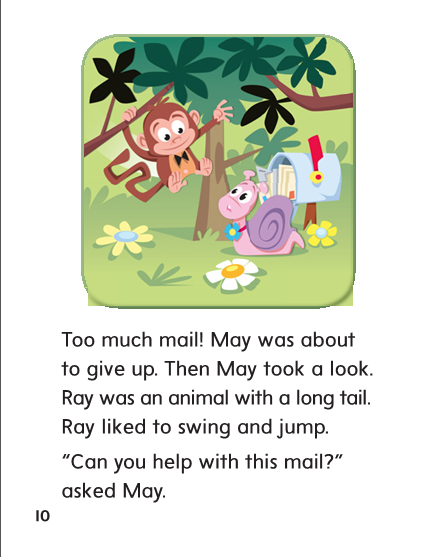 Too much mail! May was about
to give up. Then May took a look.
Ray was an animal with a long tail.
Ray liked to swing and jump.
“Can you help with this mail?”
asked May.
10